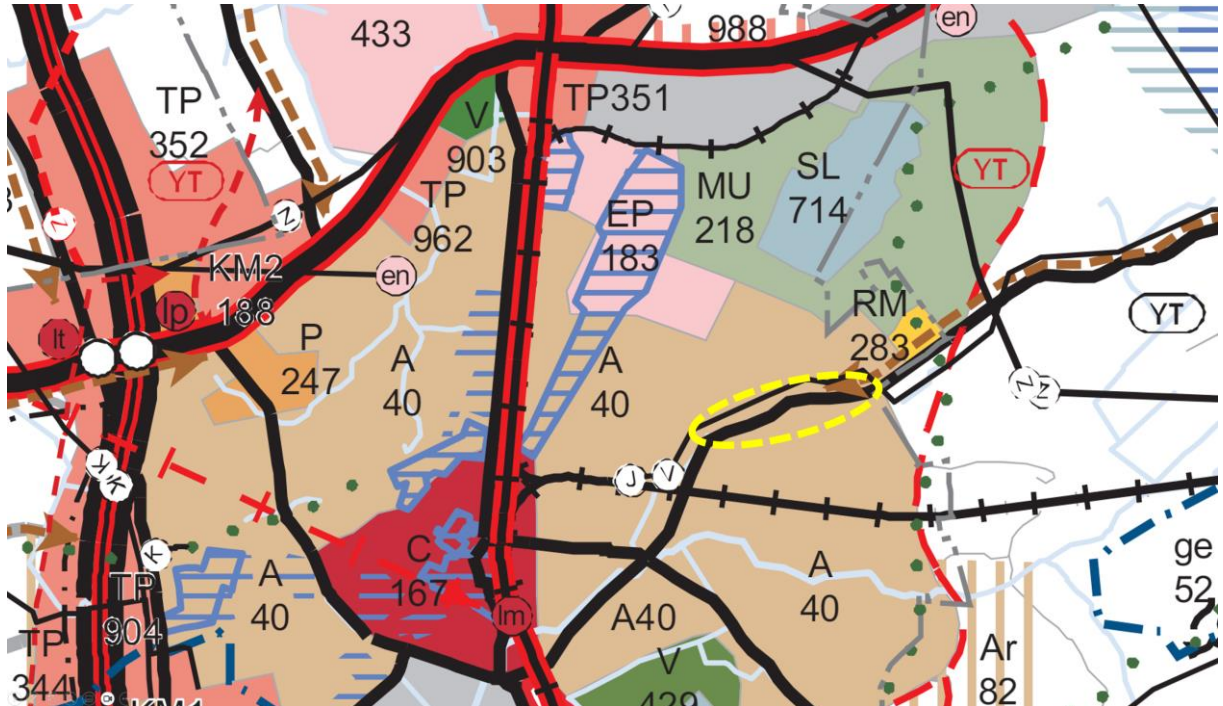 433
988
en
TP
352
YT
Z
Z
V
903
TP351
TP
962
EP
183
MU
218
SL
714
YT
KM2
188
en
lp
lt
P
247
A
40
A
40
RM
283
YT
Z
Z
J
V
K
K
K
TP
904
TP
344
A
40
C
167
lm
A40
A
40
V
429
Ar
82
ge
52
KM1